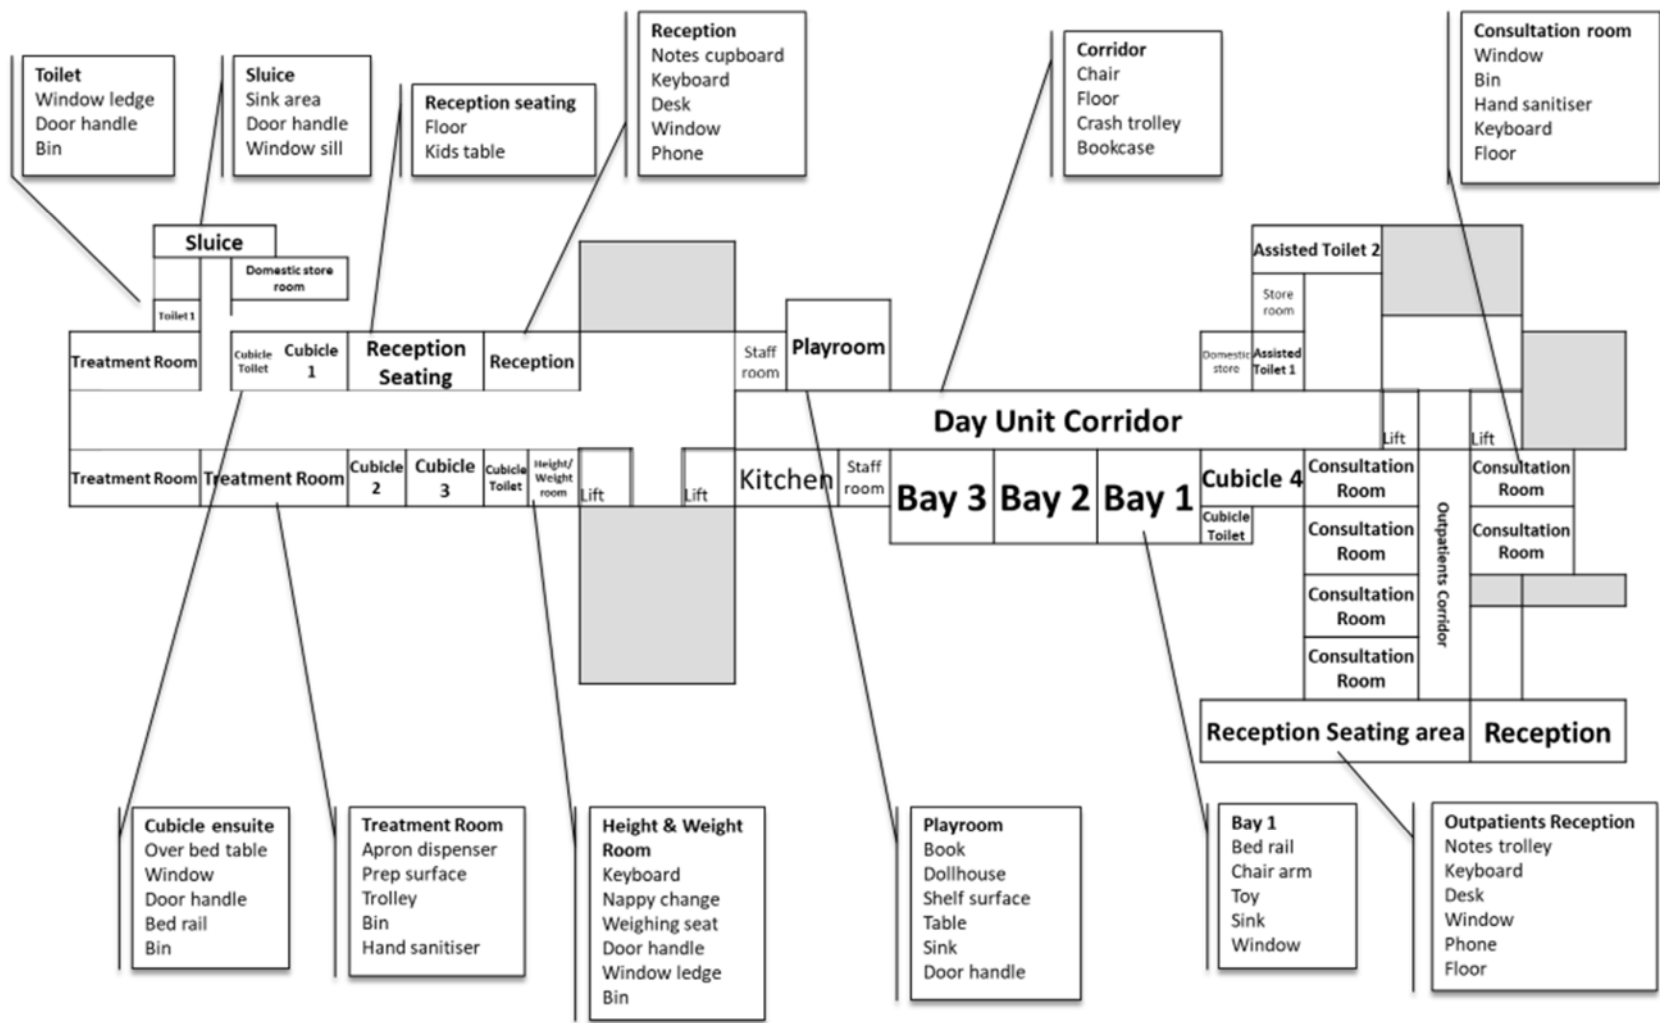 Toilet
Window ledge
Door handle
Bin
Sluice
Sink area
Door handle
Window sill
Reception seating
Floor
Kids table
Reception
Notes cupboard
Keyboard
Desk
Window
Phone
Corridor
Chair
Floor
Crash trolley
Bookcase
Consultation room
Window
Bin
Hand sanitiser
Keyboard
Floor
Sluice
Domestic store
room
Toilet 1
Treatment Room
Cubicle
Toilet
Cubicle
1
Reception
Seating
Reception
Staff
room
Playroom
Assisted Toilet 2
Store
room
Domestic
store
Assisted
Toilet 1
Day Unit Corridor
Lift
Lift
Treatment Room
Treatment Room
Cubicle
2
Cubicle
3
Cubicle
Toilet
Height/
Weight
room
Lift
Lift
Kitchen
Staff
room
Bay 3
Bay 2
Bay 1
Cubicle 4
Cubicle
Toilet
Consultation
Room
Consultation
Room
Consultation
Room
Consultation
Room
Outpatients Corridor
Consultation
Room
Consultation
Room
Reception Seating area
Reception
Cubicle ensuite
Over bed table
Window
Door handle
Bed rail
Bin
Treatment Room
Apron dispenser
Prep surface
Trolley
Bin
Hand sanitiser
Height & Weight
Room
Keyboard
Nappy change
Weighing seat
Door handle
Window ledge
Bin
Playroom
Book
Dollhouse
Shelf surface
Table
Sink
Door handle
Bay 1
Bed rail
Chair arm
Toy
Sink
Window
Outpatients Reception
Notes trolley
Keyboard
Desk
Window
Phone
Floor